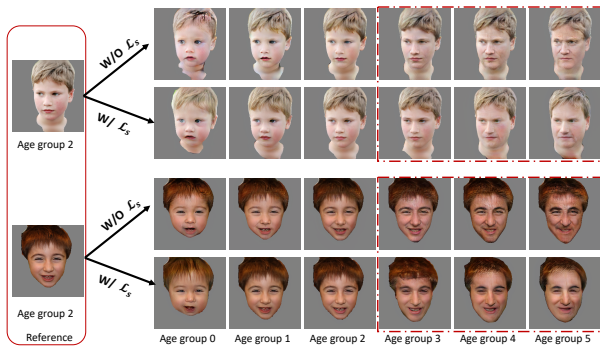 W/O ℒₛ
Age group 2
W/ ℒₛ
W/O ℒₛ
Age group 2
W/ ℒₛ
Reference
Age group 0 Age group 1 Age group 2 Age group 3 Age group 4 Age group 5